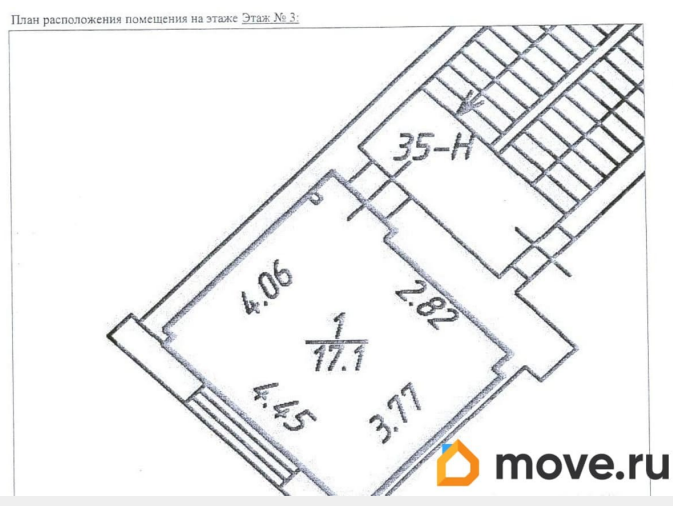 План расположения помещения на этаже Этаж № 3:
35-Н
4.06
2.82
1
17.1
4.45
3.77
move.ru